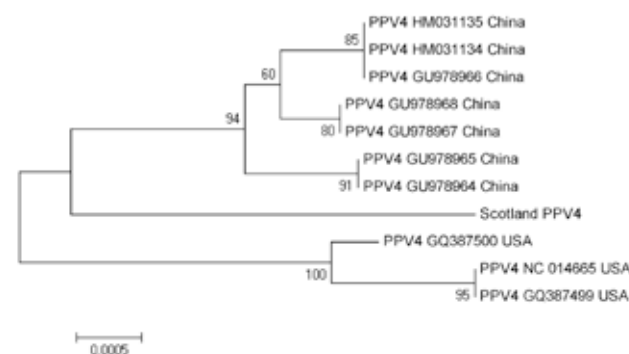 PPV4 HM031135 China
85
PPV4 HM031134 China
PPV4 GU978966 China
60
PPV4 GU978968 China
94
80
PPV4 GU978967 China
PPV4 GU978965 China
91
PPV4 GU978964 China
Scotland PPV4
PPV4 GQ387500 USA
100
PPV4 NC 014665 USA
95
PPV4 GQ387499 USA
0.0005